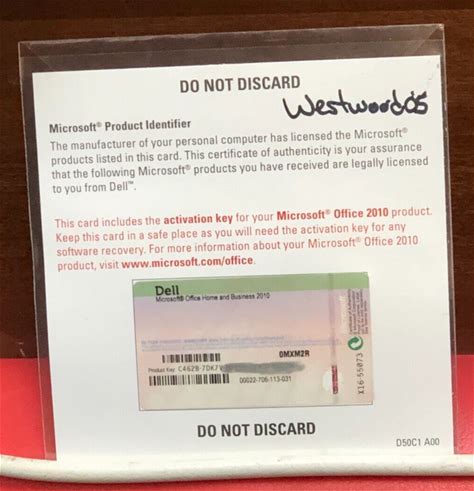 DO NOT DISCARD
Westwood05
Microsoft® Product Identifier
The manufacturer of your personal computer has licensed the Microsoft®
products listed in this card. This certificate of authenticity is your assurance
that the following Microsoft® products you have received are legally licensed
to you from Dell™.
This card includes the activation key for your Microsoft® Office 2010 product.
Keep this card in a safe place as you will need the activation key for any
software recovery. For more information about your Microsoft® Office 2010
product, visit www.microsoft.com/office.
Dell
Microsoft® Office Home and Business 2010
0MXM2R
Product Key:
00022-706-113-031
X16-55073
DO NOT DISCARD
D50C1 A00